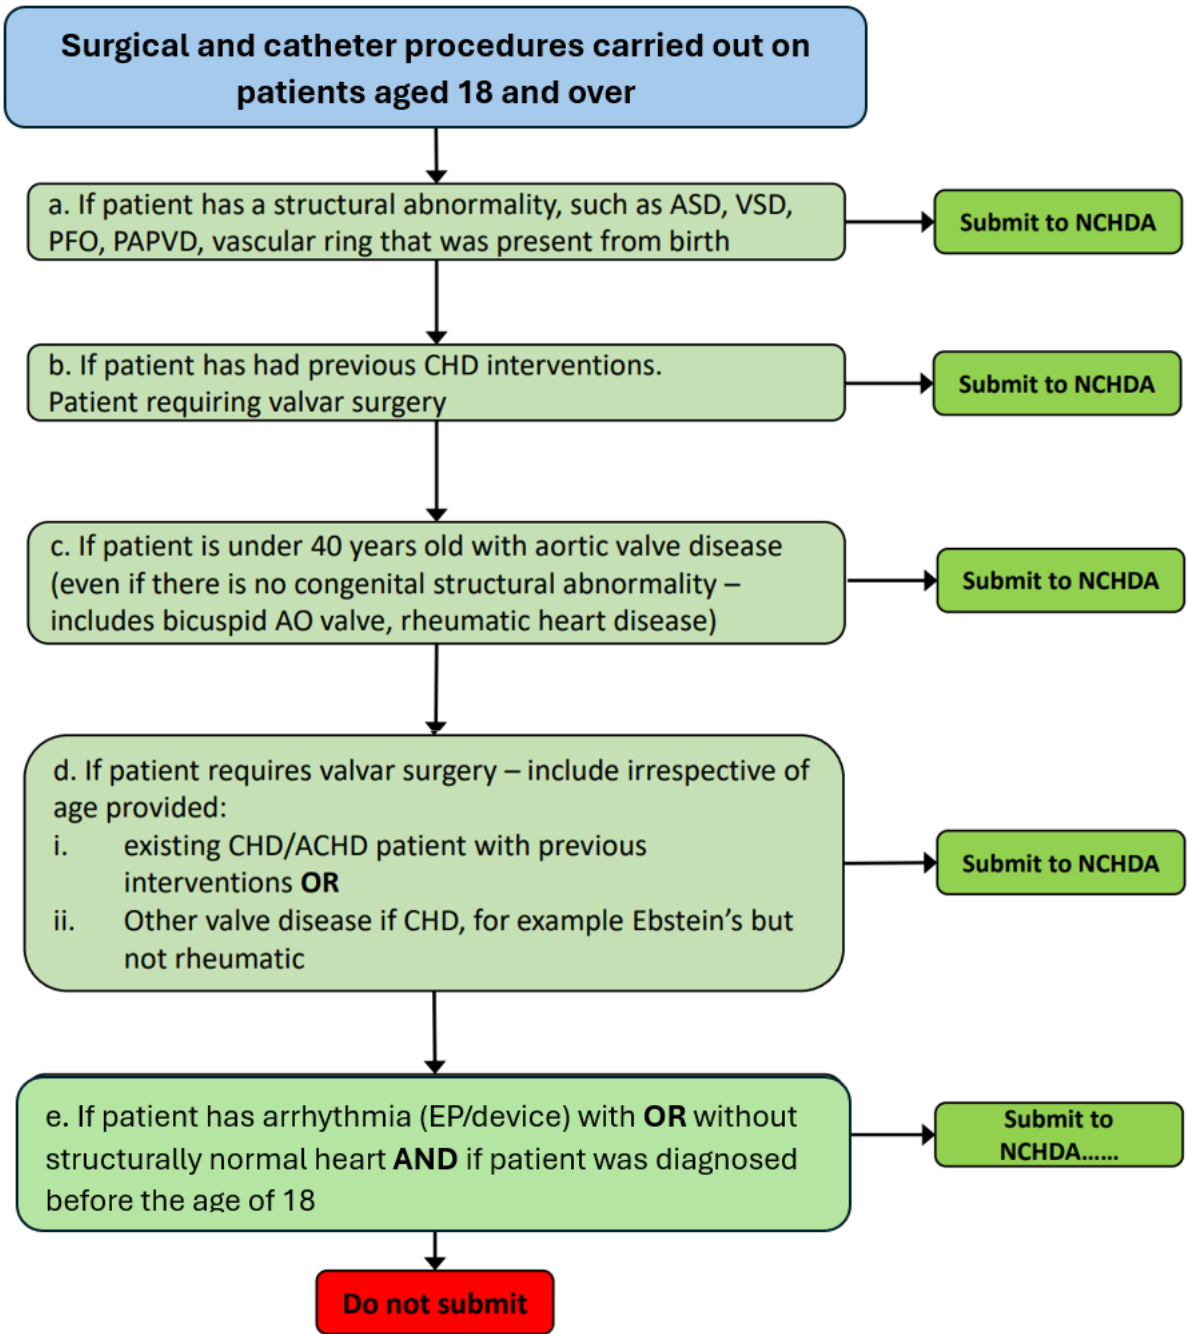 Surgical and catheter procedures carried out on
patients aged 18 and over
a. If patient has a structural abnormality, such as ASD, VSD,
PFO, PAPVD, vascular ring that was present from birth
Submit to NCHDA
b. If patient has had previous CHD interventions.
Patient requiring valvar surgery
Submit to NCHDA
c. If patient is under 40 years old with aortic valve disease
(even if there is no congenital structural abnormality –
includes bicuspid AO valve, rheumatic heart disease)
Submit to NCHDA
d. If patient requires valvar surgery – include irrespective of
age provided:
i. existing CHD/ACHD patient with previous
interventions OR
ii. Other valve disease if CHD, for example Ebstein’s but
not rheumatic
Submit to NCHDA
e. If patient has arrhythmia (EP/device) with OR without
structurally normal heart AND if patient was diagnosed
before the age of 18
Submit to
NCHDA......
Do not submit